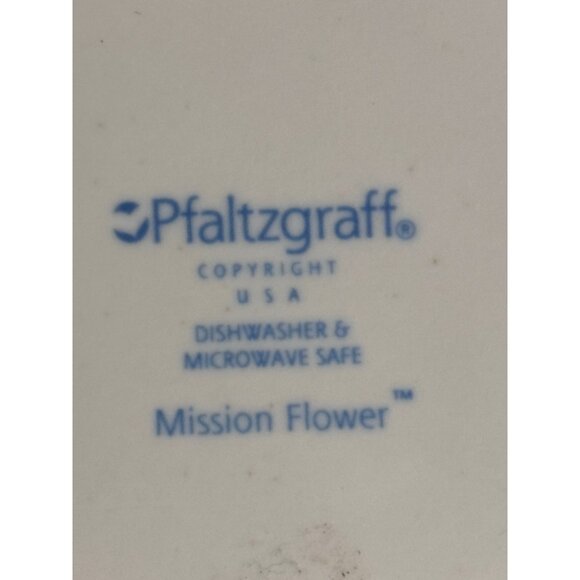 Pfaltzgraff®
COPYRIGHT
USA
DISHWASHER &
MICROWAVE SAFE
Mission Flower™